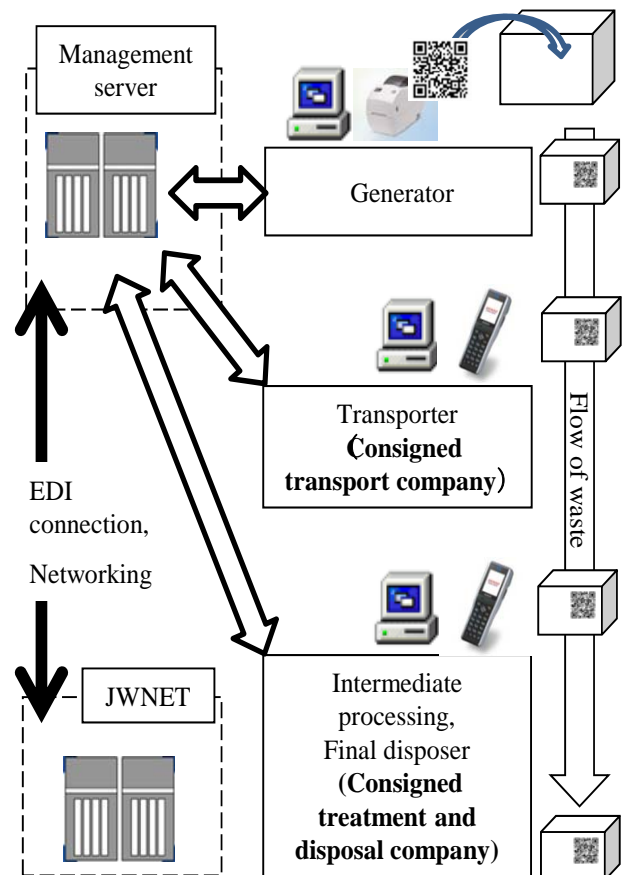 Management
server
Generator
Transporter
(Consigned
transport company)
Flow of waste
EDI
connection,
Networking
JWNET
Intermediate
processing,
Final disposer
(Consigned
treatment and
disposal company)